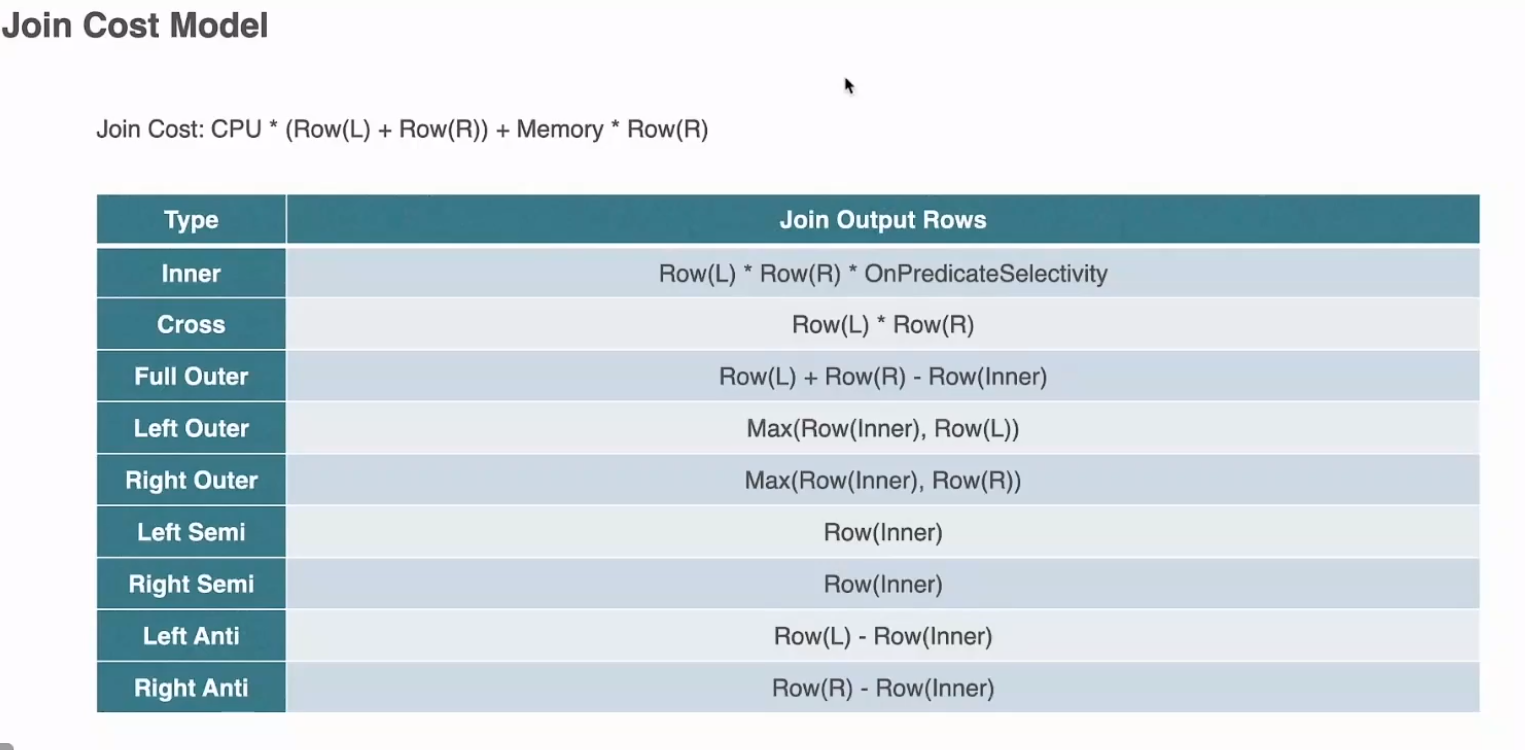 Join Cost Model
Join Cost: CPU * (Row(L) + Row(R)) + Memory * Row(R)
Type Join Output Rows
Inner Row(L) * Row(R) * OnPredicateSelectivity
Cross Row(L) * Row(R)
Full Outer Row(L) + Row(R) - Row(Inner)
Left Outer Max(Row(Inner), Row(L))
Right Outer Max(Row(Inner), Row(R))
Left Semi Row(Inner)
Right Semi Row(Inner)
Left Anti Row(L) - Row(Inner)
Right Anti Row(R) - Row(Inner)